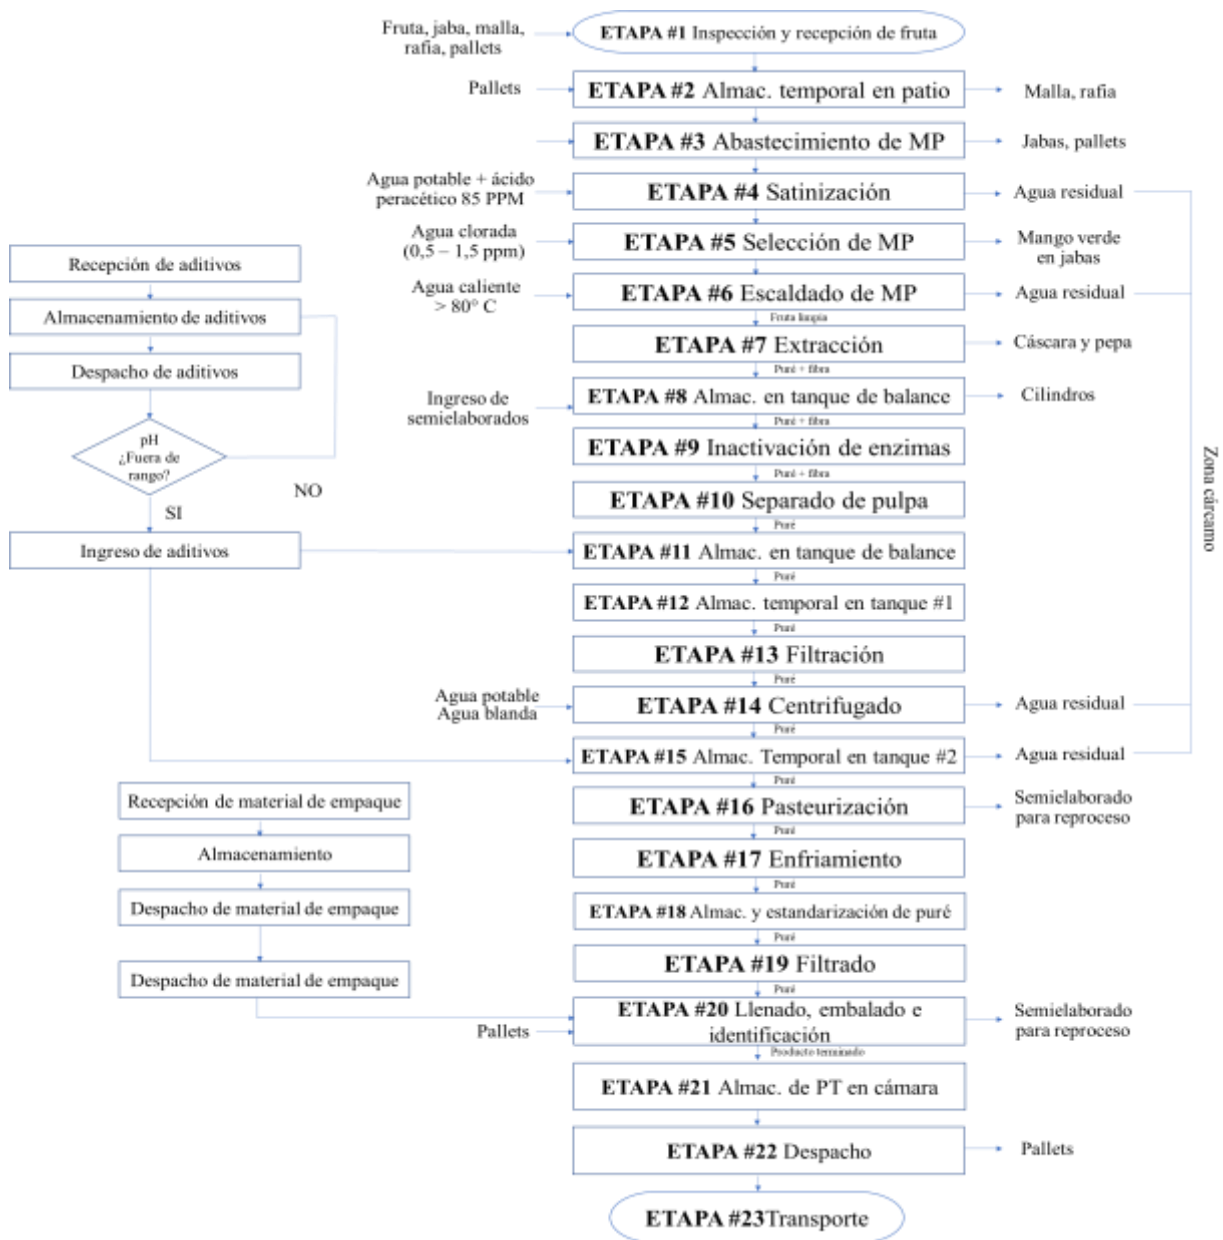 Fruta, jaba, malla,
rafia, pallets
ETAPA #1 Inspección y recepción de fruta
Pallets
ETAPA #2 Almac. temporal en patio
Malla, rafia
ETAPA #3 Abastecimiento de MP
Jabas, pallets
Agua potable + ácido
peracético 85 PPM
ETAPA #4 Satinización
Agua residual
Agua clorada
(0,5 – 1,5 ppm)
ETAPA #5 Selección de MP
Mango verde
en jabas
Agua caliente
> 80° C
ETAPA #6 Escaldado de MP
Agua residual
Fruta limpia
ETAPA #7 Extracción
Cáscara y pepa
Puré + fibra
Ingreso de
semielaborados
ETAPA #8 Almac. en tanque de balance
Cilindros
Puré + fibra
ETAPA #9 Inactivación de enzimas
Puré + fibra
ETAPA #10 Separado de pulpa
Puré
ETAPA #11 Almac. en tanque de balance
Puré
ETAPA #12 Almac. temporal en tanque #1
Puré
ETAPA #13 Filtración
Puré
Agua potable
Agua blanda
ETAPA #14 Centrifugado
Agua residual
Puré
ETAPA #15 Almac. Temporal en tanque #2
Agua residual
Puré
ETAPA #16 Pasteurización
Semielaborado
para reproceso
Puré
ETAPA #17 Enfriamiento
Puré
ETAPA #18 Almac. y estandarización de puré
Puré
ETAPA #19 Filtrado
Puré
Pallets
ETAPA #20 Llenado, embalado e
identificación
Semielaborado
para reproceso
Producto terminado
ETAPA #21 Almac. de PT en cámara
ETAPA #22 Despacho
Pallets
ETAPA #23Transporte
Zona cárcamo
Recepción de aditivos
Almacenamiento de aditivos
Despacho de aditivos
pH
¿Fuera de
rango?
NO
SI
Ingreso de aditivos
Recepción de material de empaque
Almacenamiento
Despacho de material de empaque
Despacho de material de empaque